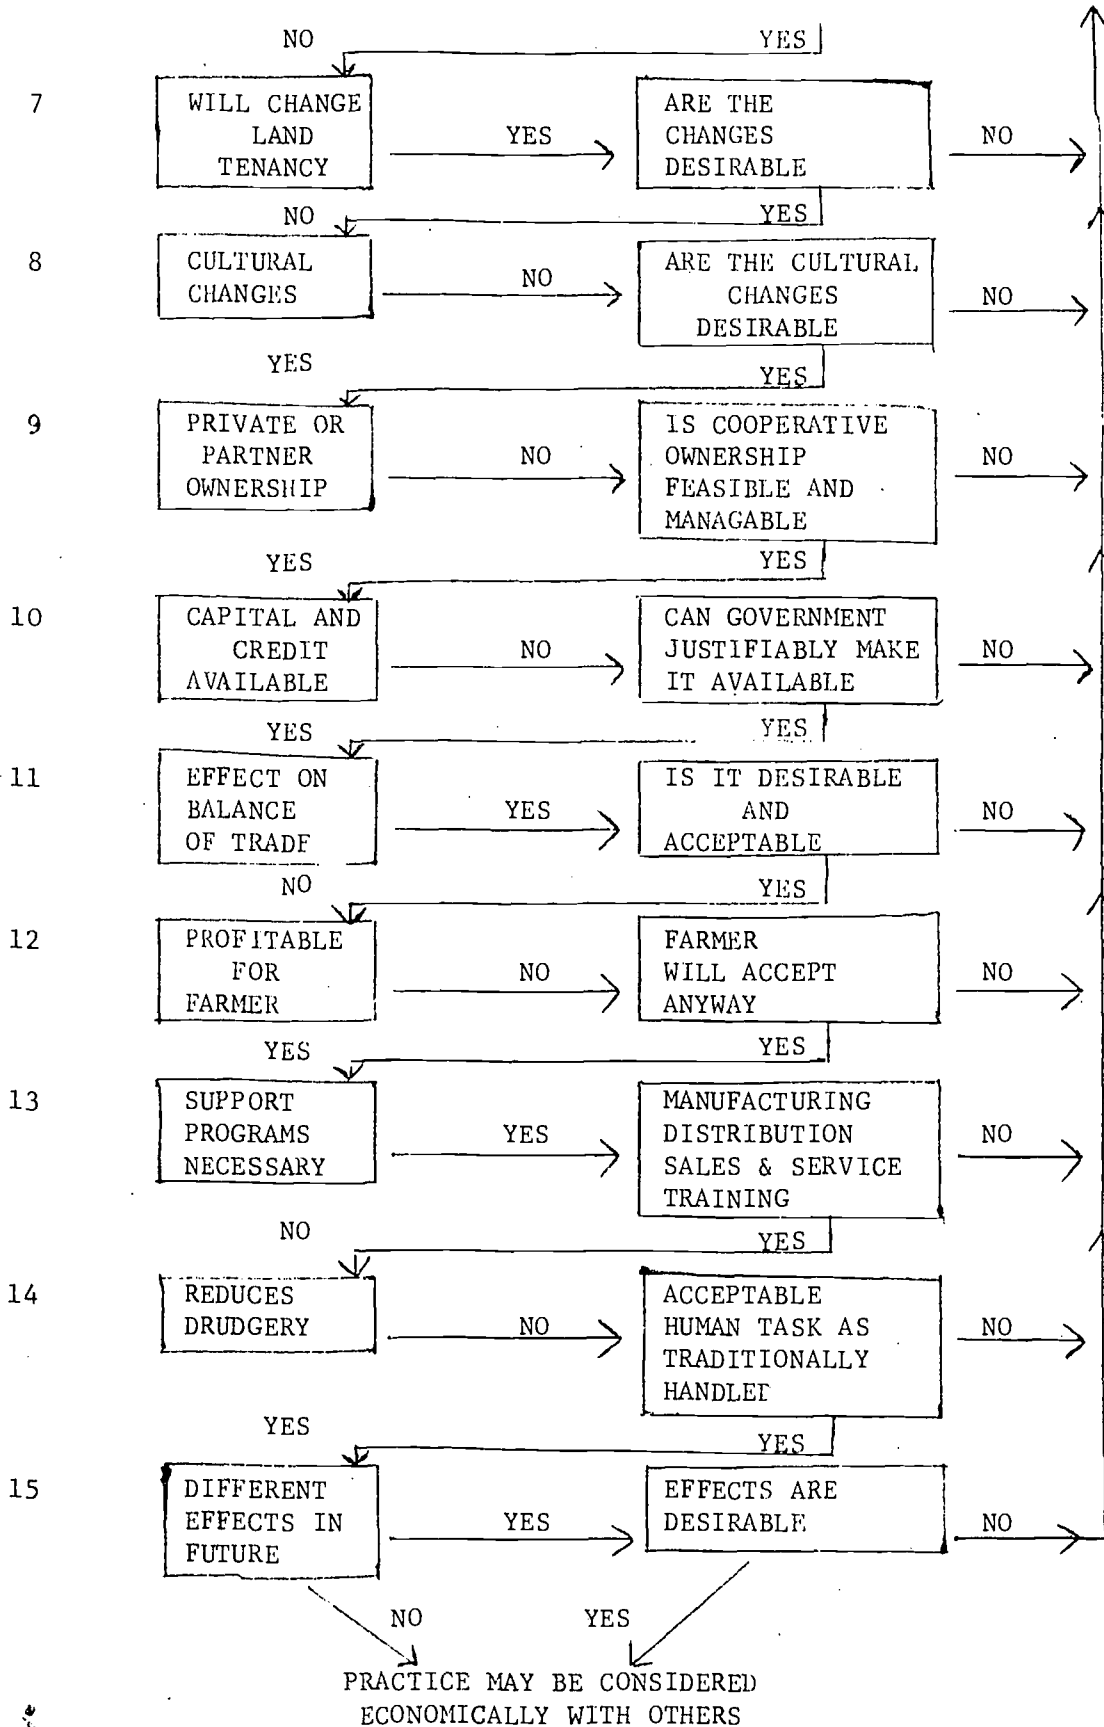 NO YES
7 WILL CHANGE LAND TENANCY YES ARE THE CHANGES DESIRABLE NO
NO YES
8 CULTURAL CHANGES NO ARE THE CULTURAL CHANGES DESIRABLE NO
YES YES
9 PRIVATE OR PARTNER OWNERSHIP NO IS COOPERATIVE OWNERSHIP FEASIBLE AND MANAGABLE NO
YES YES
10 CAPITAL AND CREDIT AVAILABLE NO CAN GOVERNMENT JUSTIFIABLY MAKE IT AVAILABLE NO
YES YES
11 EFFECT ON BALANCE OF TRADE YES IS IT DESIRABLE AND ACCEPTABLE NO
NO YES
12 PROFITABLE FOR FARMER NO FARMER WILL ACCEPT ANYWAY NO
YES YES
13 SUPPORT PROGRAMS NECESSARY YES MANUFACTURING DISTRIBUTION SALES & SERVICE TRAINING NO
NO YES
14 REDUCES DRUDGERY NO ACCEPTABLE HUMAN TASK AS TRADITIONALLY HANDLED NO
YES YES
15 DIFFERENT EFFECTS IN FUTURE YES EFFECTS ARE DESIRABLE NO
NO YES
PRACTICE MAY BE CONSIDERED
ECONOMICALLY WITH OTHERS